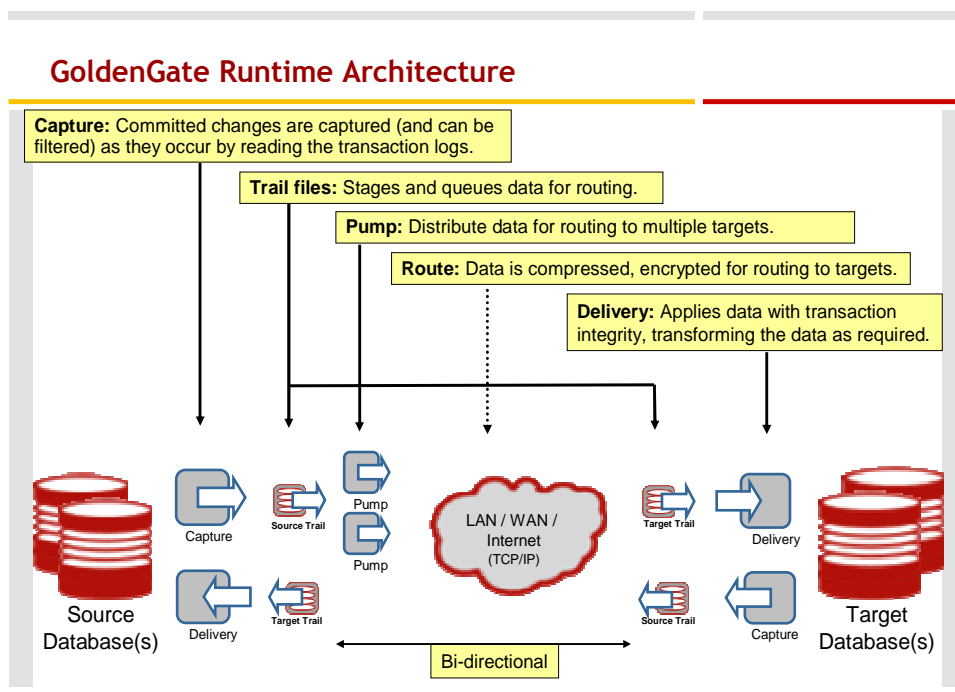 GoldenGate Runtime Architecture
Capture: Committed changes are captured (and can be
filtered) as they occur by reading the transaction logs.
Trail files: Stages and queues data for routing.
Pump: Distribute data for routing to multiple targets.
Route: Data is compressed, encrypted for routing to targets.
Delivery: Applies data with transaction
integrity, transforming the data as required.
Capture
Source Trail
Pump
Pump
LAN / WAN /
Internet
(TCP/IP)
Target Trail
Delivery
Source
Database(s)
Delivery
Target Trail
Source Trail
Capture
Target
Database(s)
Bi-directional